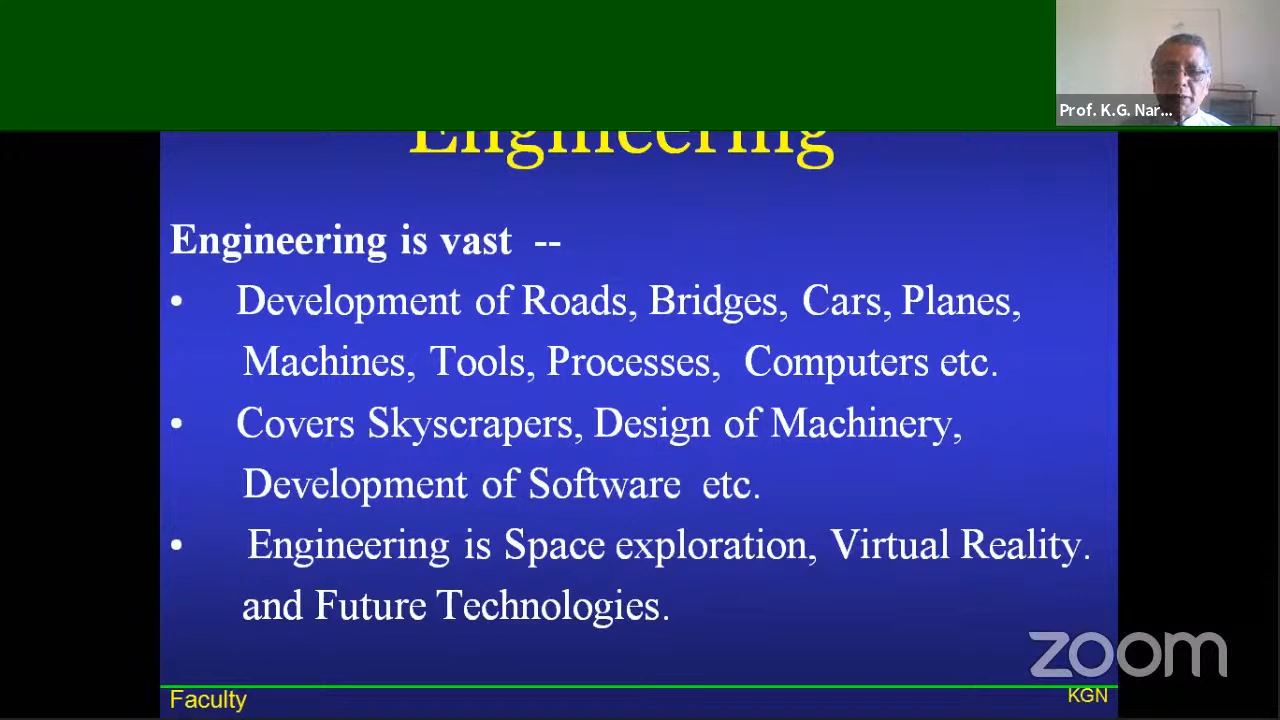 Prof. K.G. Nar...
Engineering
Engineering is vast --
• Development of Roads, Bridges, Cars, Planes,
Machines, Tools, Processes, Computers etc.
• Covers Skyscrapers, Design of Machinery,
Development of Software etc.
• Engineering is Space exploration, Virtual Reality.
and Future Technologies.
zoom
Faculty
KGN